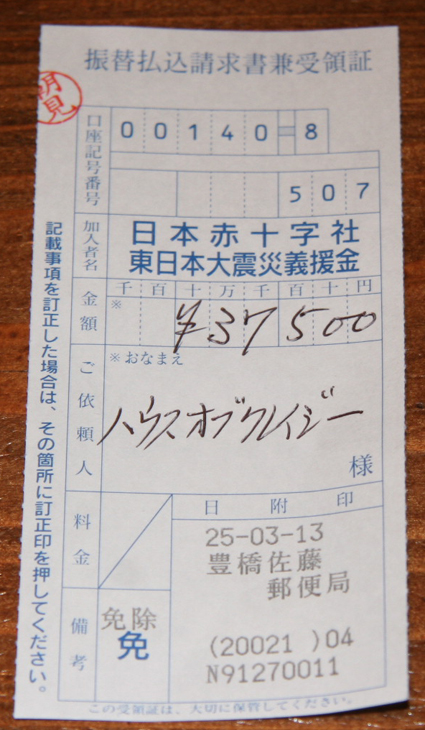 振替払込請求書兼受領証
口座記号番号
00140-8
507
加入者名
日本赤十字社
東日本大震災義援金
金額
千百十万千百十円
※
¥37500
ご依頼人
※おなまえ
ハウスオブクレイジー
様
料金
日附印
25-03-13
豊橋佐藤
郵便局
(20021 )04
N91270011
備考
免除
免
記載事項を訂正した場合は、その箇所に訂正印を押してください。
この受領証は、大切に保管してください。